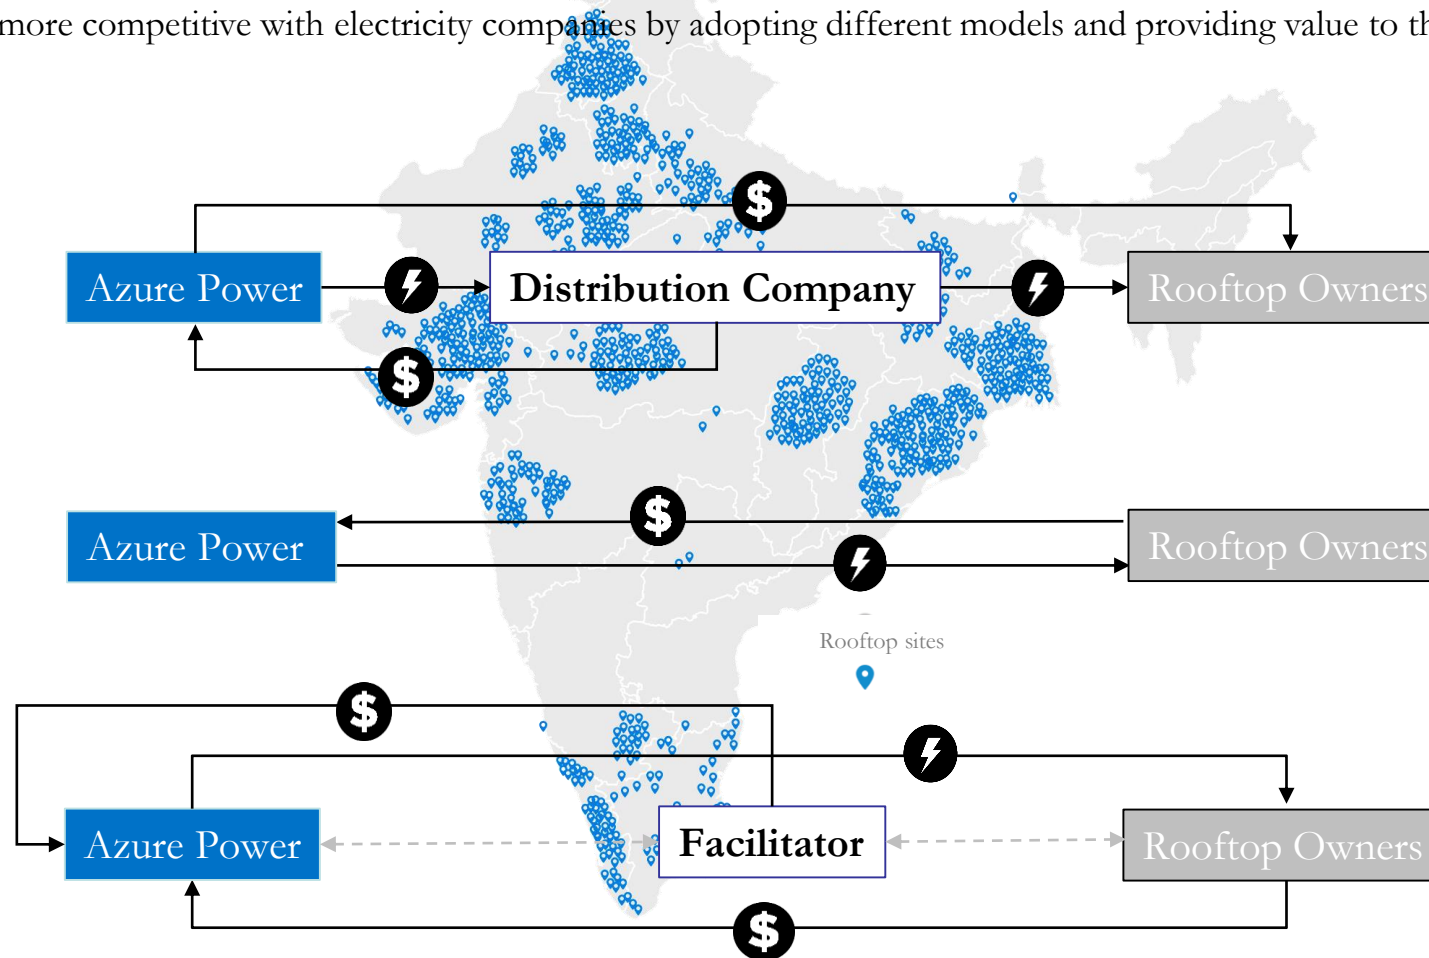 more competitive with electricity companies by adopting different models and providing value to
$
Azure Power
Distribution Company
Rooftop Owners
$
$
Azure Power
Rooftop Owners
Rooftop sites
$
Azure Power
Facilitator
Rooftop Owners
$